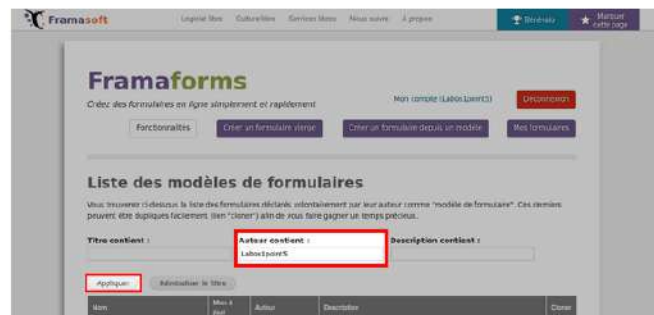 Framasoft
Logiciel libre Culture libre Services libres Nous suivre À propos
Bénévalo
Marquer
cette page
Framaforms
Créez des formulaires en ligne simplement et rapidement
Mon compte (Labos1point5)
Déconnexion
Fonctionnalités
Créer un formulaire vierge
Créer un formulaire depuis un modèle
Mes formulaires
Liste des modèles de formulaires
Vous trouverez ci-dessous la liste des formulaires déclarés volontairement par leur auteur comme "modèle de formulaire". Ces derniers
peuvent être dupliqués facilement (lien "cloner") afin de vous faire gagner un temps précieux.
Titre contient :
Auteur contient :
Description contient :
Labos1point5
Appliquer
Réinitialiser le filtre
Nom
Mise à
jour
Auteur
Description
Cloner